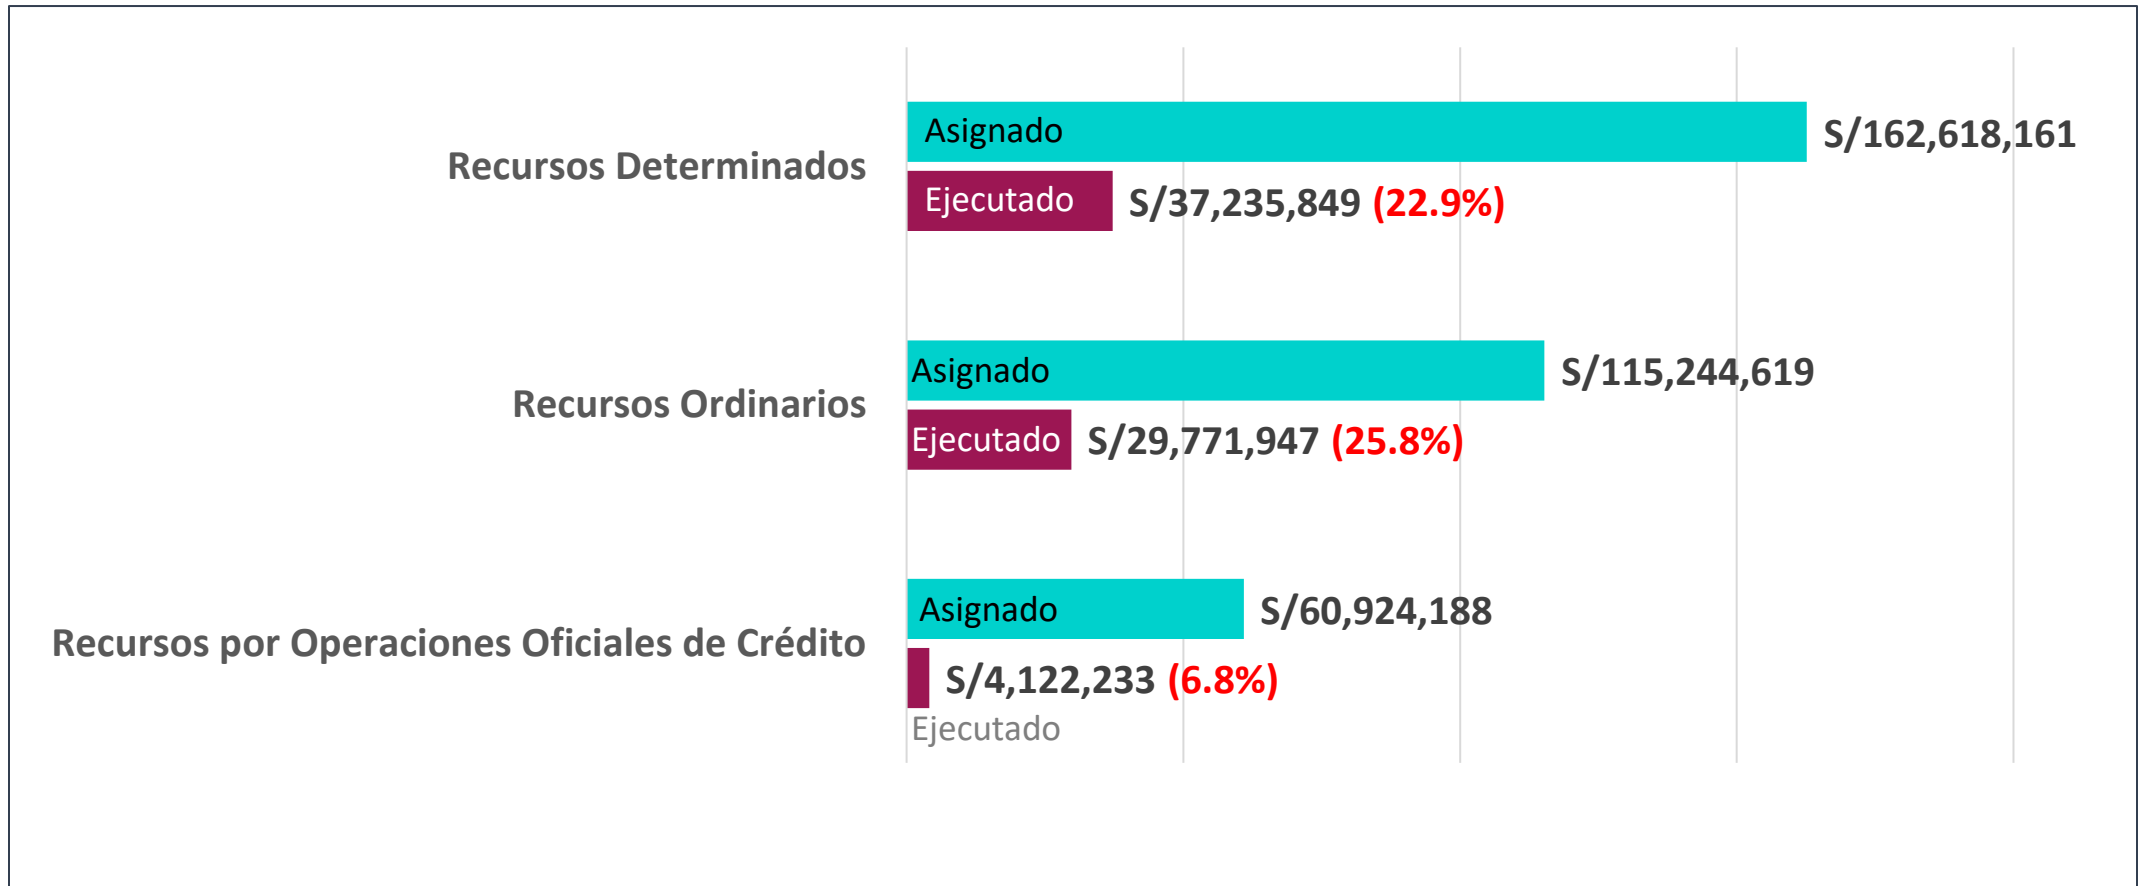 Recursos Determinados
Asignado
S/162,618,161
Ejecutado
S/37,235,849 (22.9%)
Recursos Ordinarios
Asignado
S/115,244,619
Ejecutado
S/29,771,947 (25.8%)
Recursos por Operaciones Oficiales de Crédito
Asignado
S/60,924,188
S/4,122,233 (6.8%)
Ejecutado